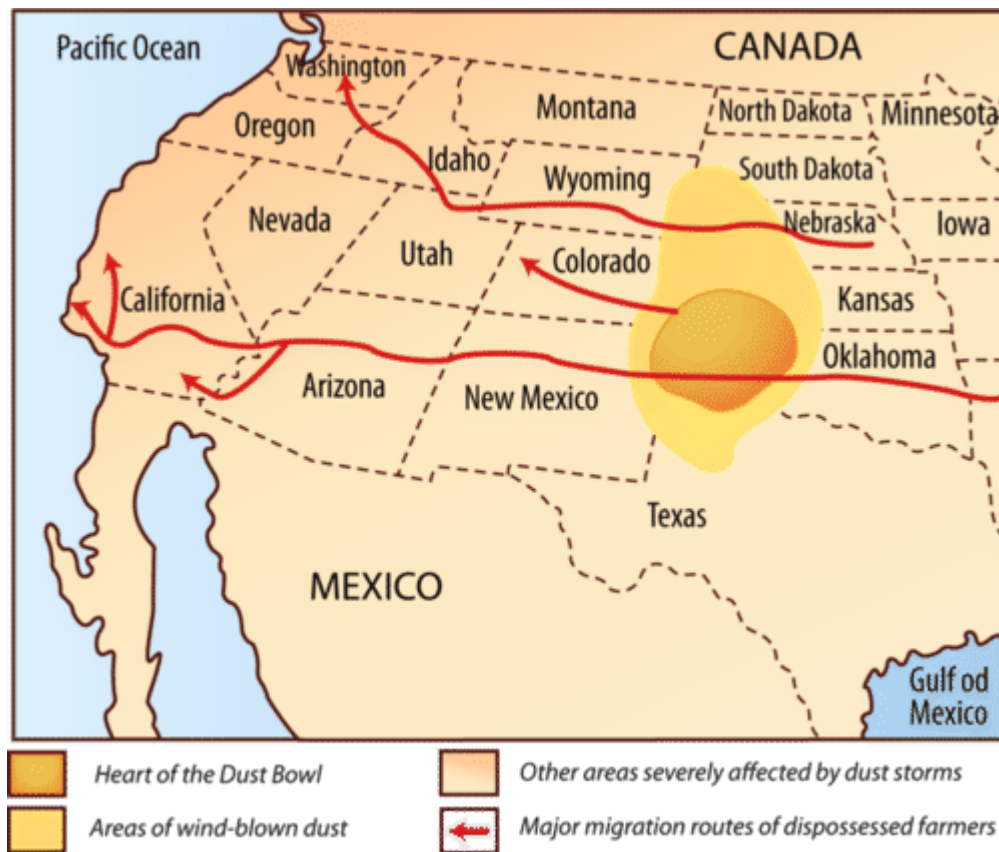 Pacific Ocean
CANADA
Washington
Montana
North Dakota
Minnesota
Oregon
Idaho
Wyoming
South Dakota
Nevada
Nebraska
Iowa
Utah
Colorado
California
Kansas
Oklahoma
Arizona
New Mexico
Texas
MEXICO
Gulf od
Mexico
Heart of the Dust Bowl
Other areas severely affected by dust storms
Areas of wind-blown dust
Major migration routes of dispossessed farmers